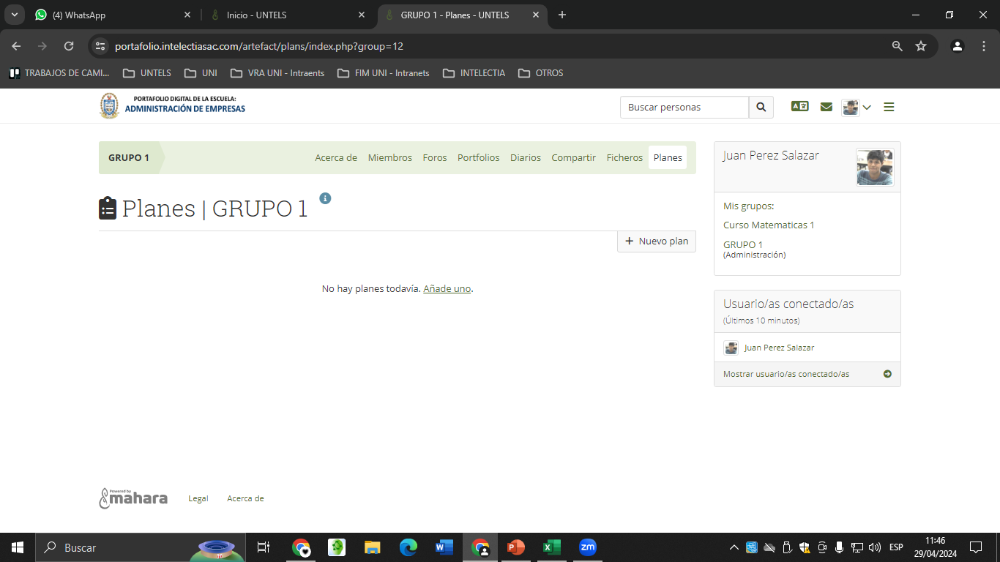 (4) WhatsApp
Inicio - UNTELS
GRUPO 1 - Planes - UNTELS
portafolio.intelectiasac.com/artefact/plans/index.php?group=12
TRABAJOS DE CAMI...
UNTELS
UNI
VRA UNI - Intraents
FIM UNI - Intranets
INTELECTIA
OTROS
PORTAFOLIO DIGITAL DE LA ESCUELA:
ADMINISTRACIÓN DE EMPRESAS
Buscar personas
GRUPO 1
Acerca de
Miembros
Foros
Portfolios
Diarios
Compartir
Ficheros
Planes
Planes | GRUPO 1
+ Nuevo plan
No hay planes todavía. Añade uno.
Juan Perez Salazar
Mis grupos:
Curso Matematicas 1
GRUPO 1
(Administración)
Usuario/as conectado/as
(Últimos 10 minutos)
Juan Perez Salazar
Mostrar usuario/as conectado/as
Powered by
mahara
Legal
Acerca de
Buscar
zm
ESP
11:46
29/04/2024